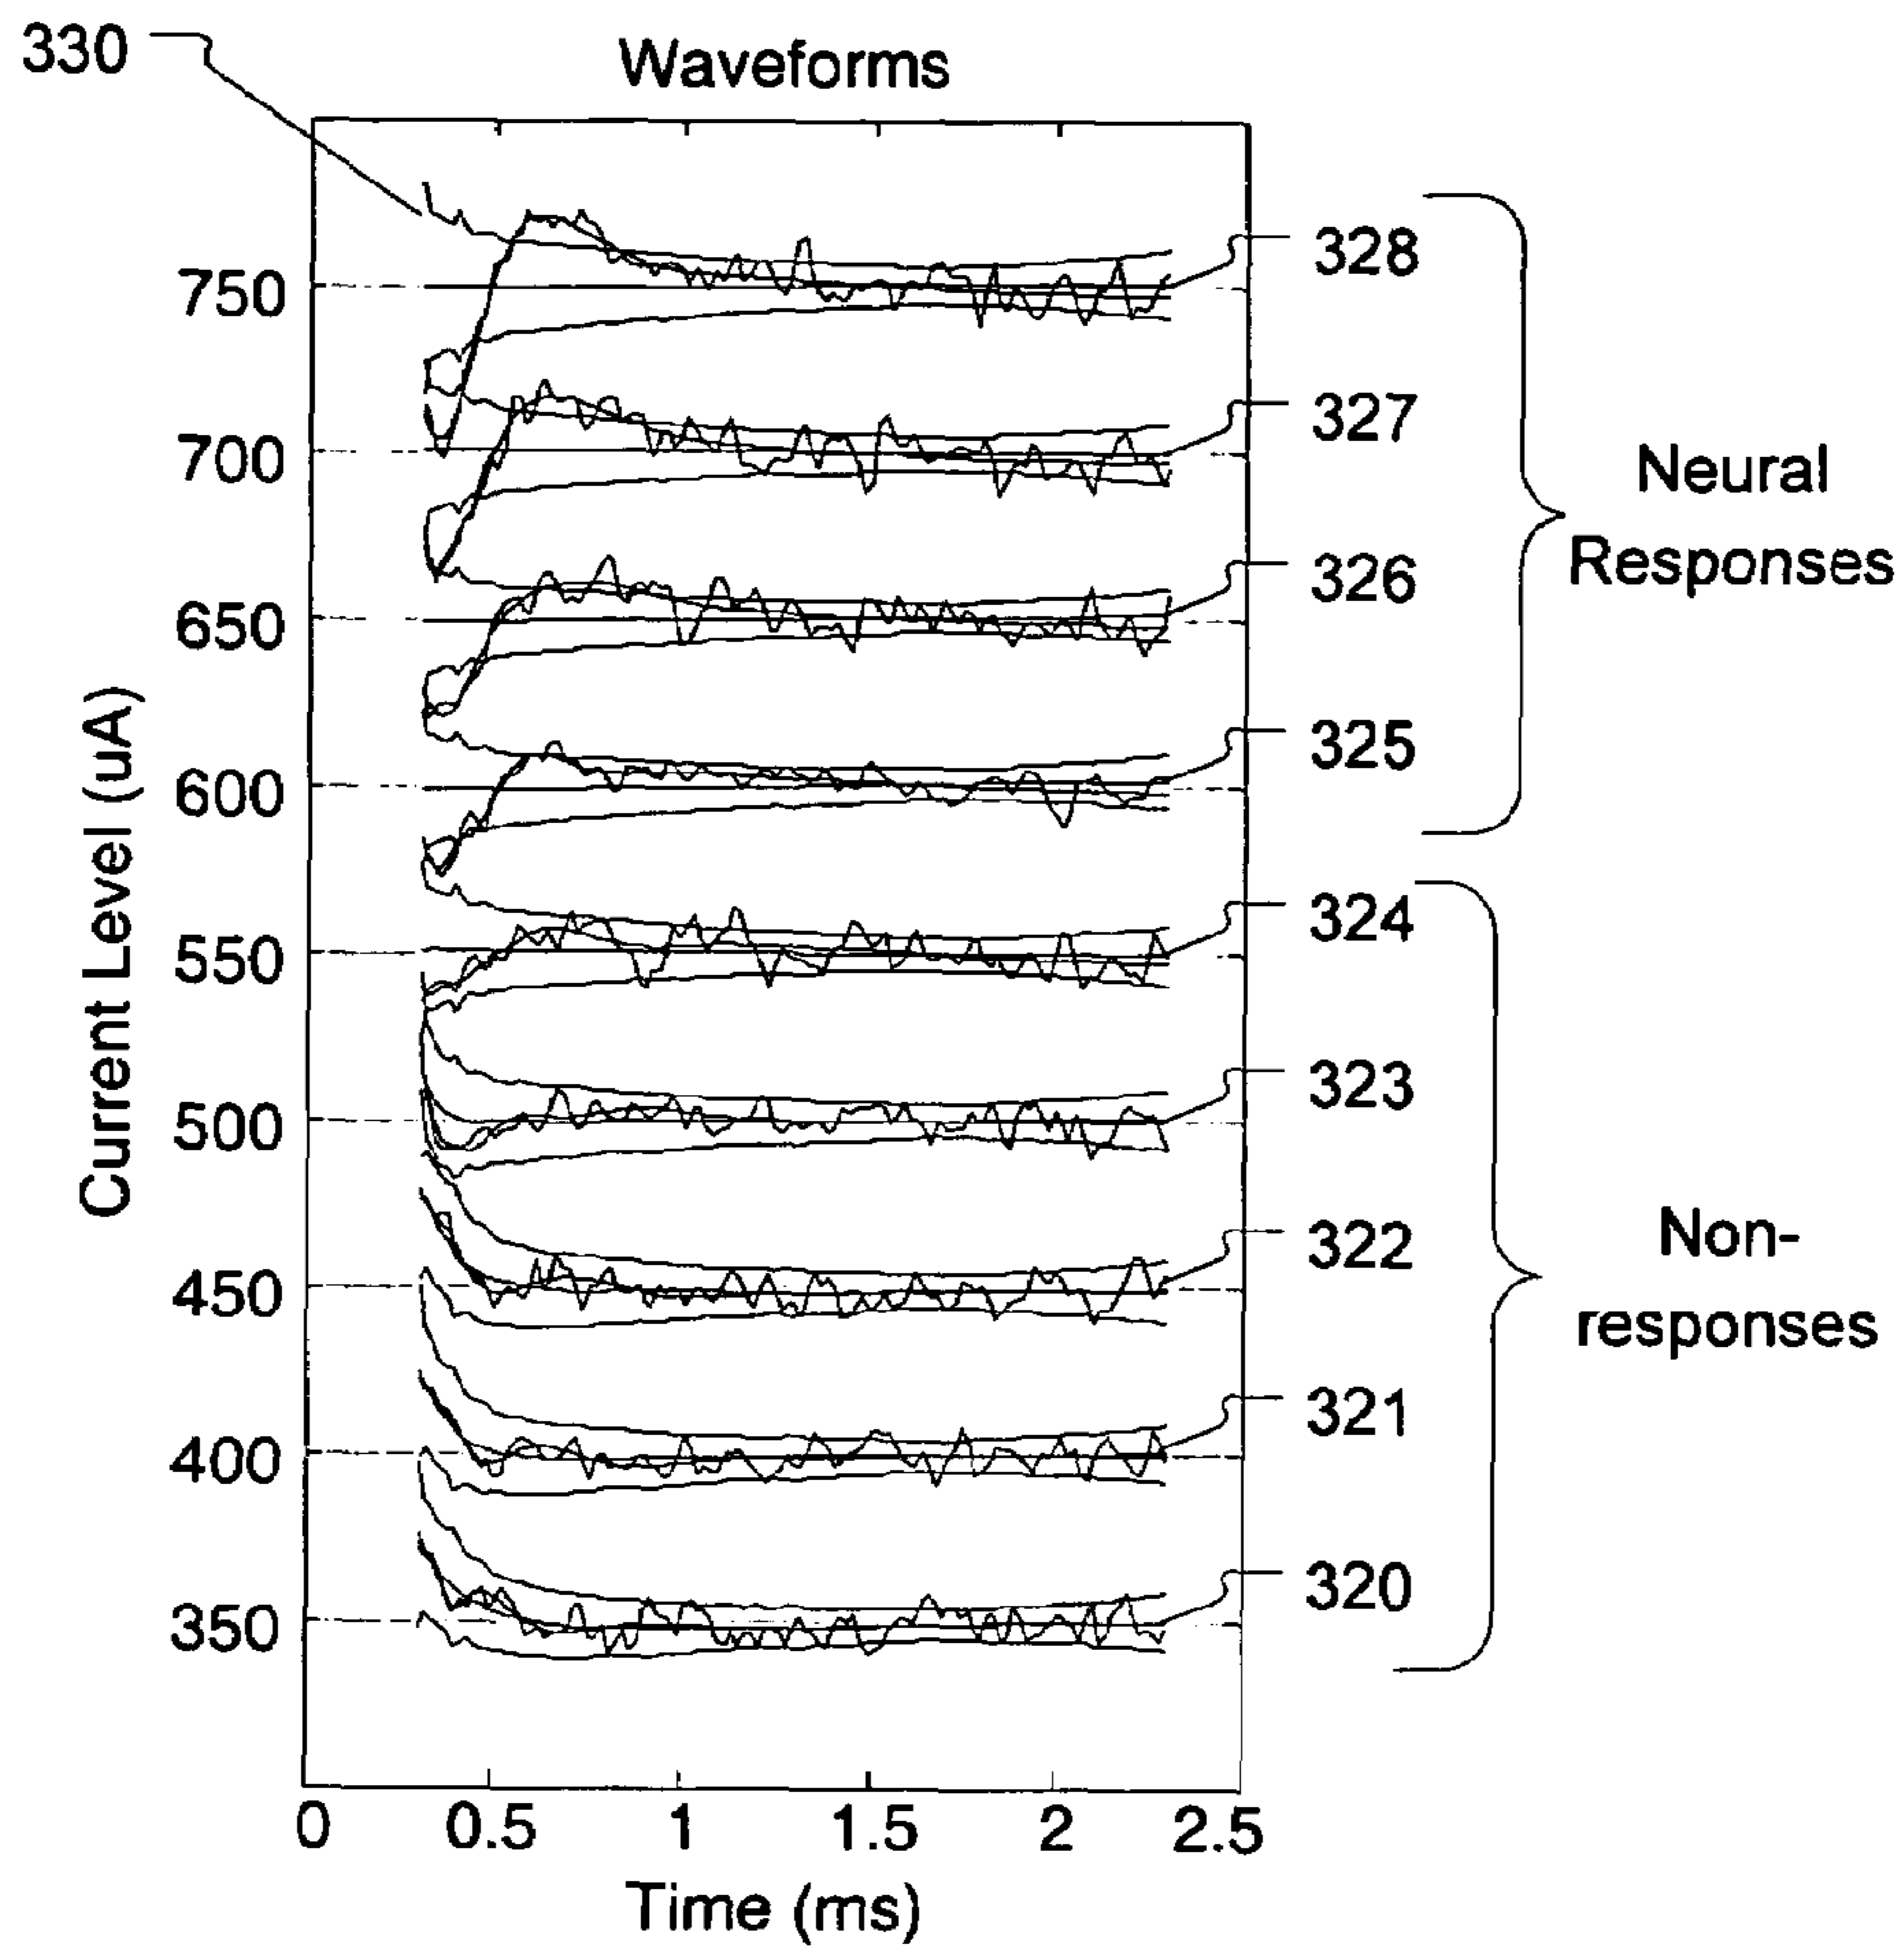 330
Waveforms
328
750
327
700
Neural
Responses
326
650
325
600
324
550
323
500
Current Level (uA)
322
450
Non-
responses
321
400
320
350
0 0.5 1 1.5 2 2.5
Time (ms)